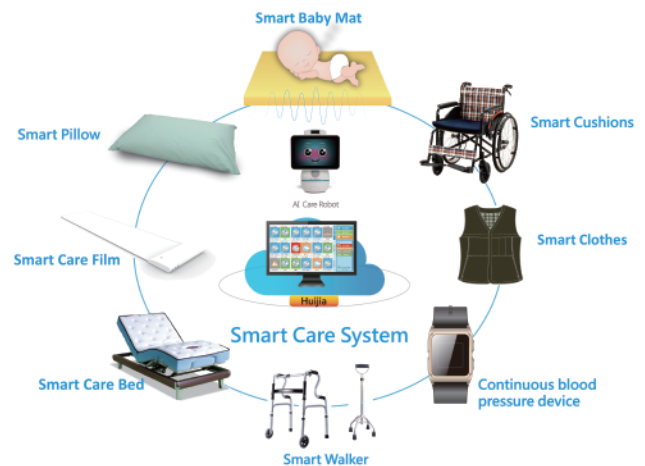 Smart Baby Mat
Smart Pillow
Smart Cushions
AI Care Robot
Smart Care Film
Smart Clothes
Huijia
Smart Care System
Smart Care Bed
Continuous blood
pressure device
Smart Walker